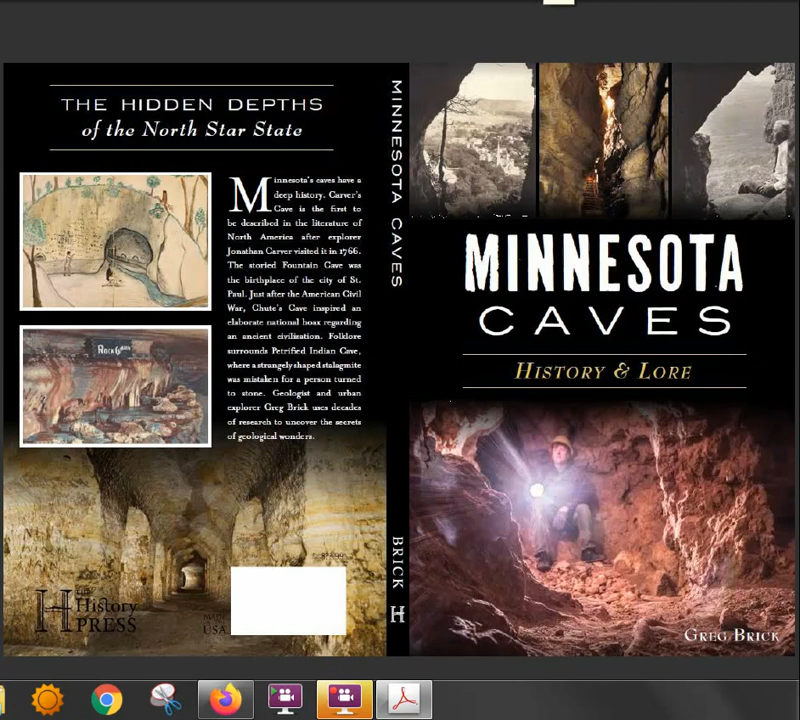 THE HIDDEN DEPTHS
of the North Star State
Minnesota's caves have a
deep history. Carver's
Cave is the first to
be described in the literature of
North America after explorer
Jonathan Carver visited it in 1766.
The storied Fountain Cave was
the birthplace of the city of St.
Paul. Just after the American Civil
War, Chute's Cave inspired an
elaborate national hoax regarding
an ancient civilization. Folklore
surrounds Petrified Indian Cave,
where a strangely shaped stalagmite
was mistaken for a person turned
to stone. Geologist and urban
explorer Greg Brick uses decades
of research to uncover the secrets
of geological wonders.
The
History
PRESS
USA
MINNESOTA CAVES
BRICK
H
MINNESOTA
CAVES
HISTORY & LORE
GREG BRICK